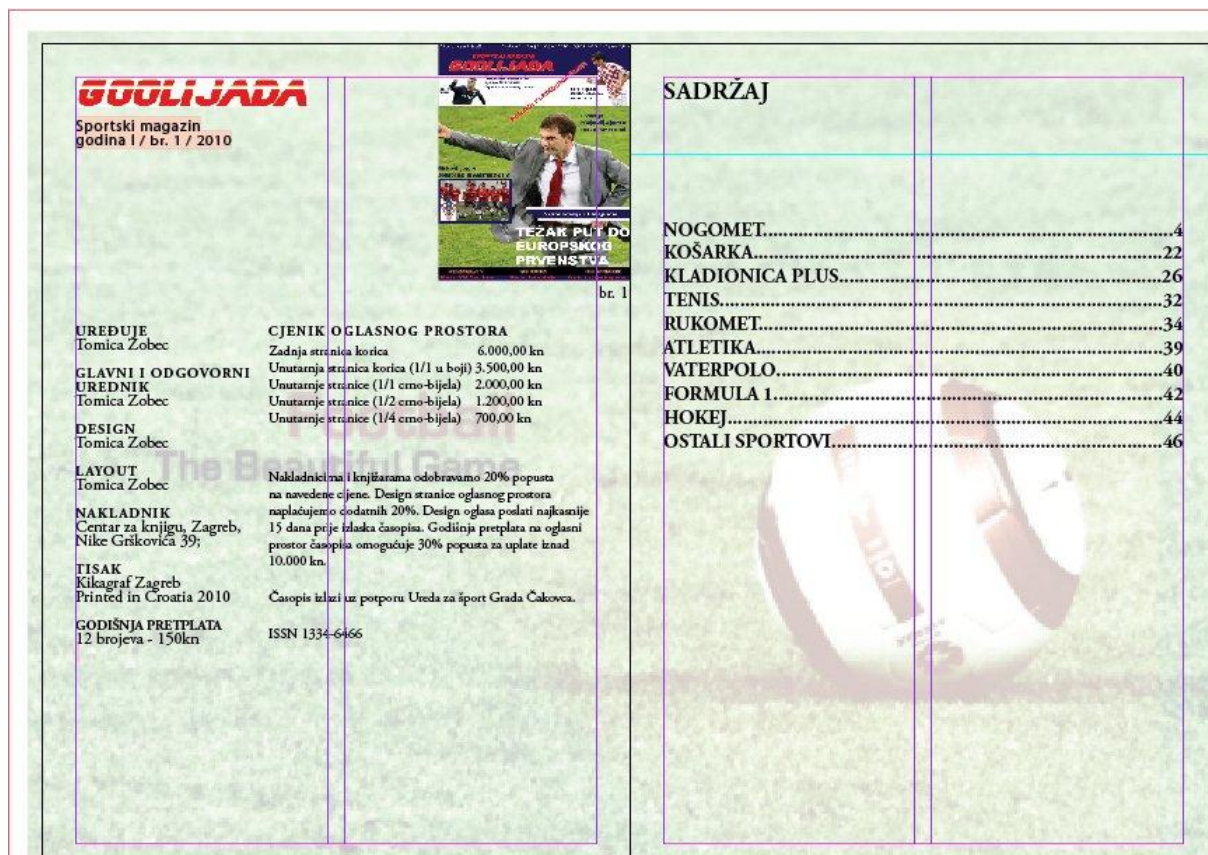 GOOLIJADA
Sportski magazin
godina I / br. 1 / 2010
SPORTSKI MAGAZIN
GOOLIJADA
TEŽAK PUT DO
EUROPSKOG
PRVENSTVA
br. 1
UREĐUJE
Tomica Zobec
GLAVNI I ODGOVORNI
UREDNIK
Tomica Zobec
DESIGN
Tomica Zobec
LAYOUT
Tomica Zobec
NAKLADNIK
Centar za knjigu, Zagreb,
Nike Grškovića 39;
TISAK
Kikagraf Zagreb
Printed in Croatia 2010
GODIŠNJA PRETPLATA
12 brojeva - 150kn
CJENIK OGLASNOG PROSTORA
Zadnja stranica korica 6.000,00 kn
Unutarnja stranica korica (1/1 u boji) 3.500,00 kn
Unutarnje stranice (1/1 crno-bijela) 2.000,00 kn
Unutarnje stranice (1/2 crno-bijela) 1.200,00 kn
Unutarnje stranice (1/4 crno-bijela) 700,00 kn
Football
The Beautiful Game
Nakladnicima i knjižarama odobravamo 20% popusta
na navedene cijene. Design stranice oglasnog prostora
naplaćujemo dodatnih 20%. Design oglasa poslati najkasnije
15 dana prije izlaska časopisa. Godišnja pretplata na oglasni
prostor časopisa omogućuje 30% popusta za uplate iznad
10.000 kn.
Časopis izlazi uz potporu Ureda za šport Grada Čakovca.
ISSN 1334-6466
SADRŽAJ
NOGOMET...4
KOŠARKA...22
KLADIONICA PLUS...26
TENIS...32
RUKOMET...34
ATLETIKA...39
VATERPOLO...40
FORMULA 1...42
HOKEJ...44
OSTALI SPORTOVI...46